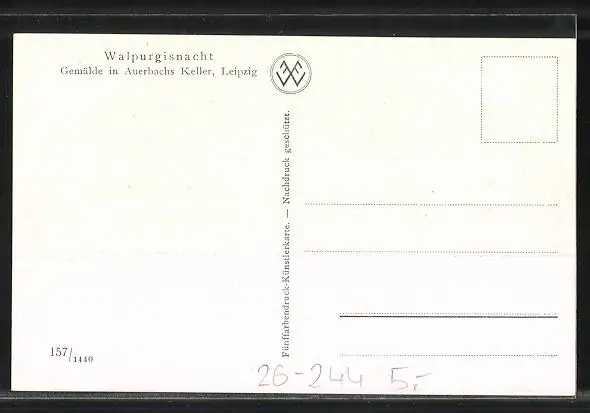 Walpurgisnacht
Gemälde in Auerbachs Keller, Leipzig
Fünffarbendruck-Künstlerkarte. — Nachdruck geschützt.
157/1440
26-244 5,-